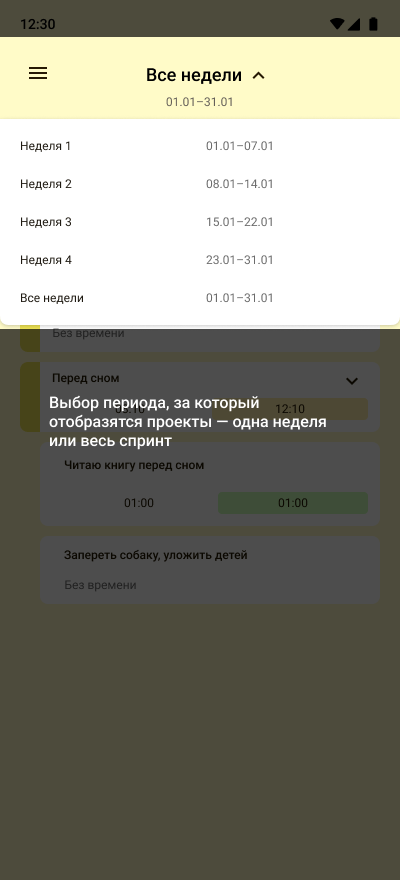 12:30
Все недели
01.01–31.01
Неделя 1 01.01–07.01
Неделя 2 08.01–14.01
Неделя 3 15.01–22.01
Неделя 4 23.01–31.01
Все недели 01.01–31.01
Без времени
Перед сном
12:10
Выбор периода, за который
отобразятся проекты — одна неделя
или весь спринт
Читаю книгу перед сном
01:00 01:00
Запереть собаку, уложить детей
Без времени